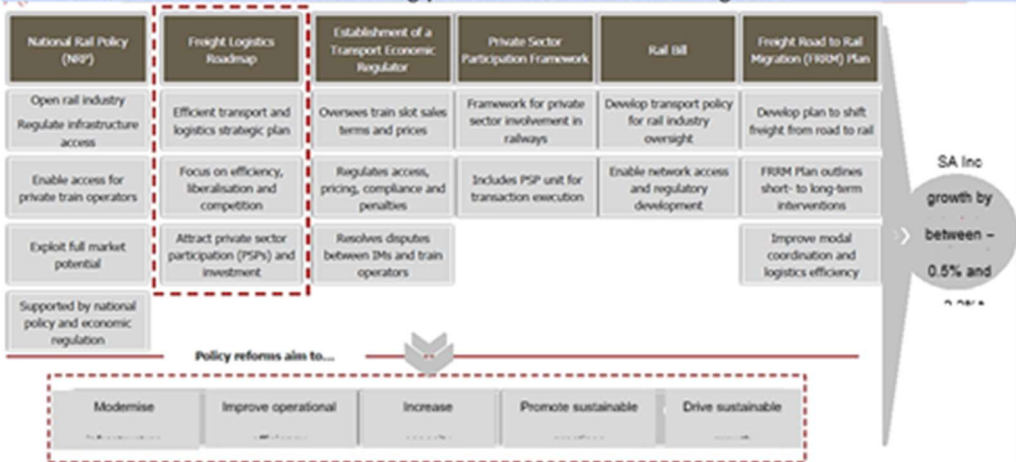 National Rail Policy
(NRP)
Freight Logistics
Roadmap
Establishment of a
Transport Economic
Regulator
Private Sector
Participation Framework
Rail Bill
Freight Road to Rail
Migration (FRRM) Plan
Open rail industry
Regulate infrastructure
access
Efficient transport and
logistics strategic plan
Oversees train slot sales
terms and prices
Framework for private
sector involvement in
railways
Develop transport policy
for rail industry
oversight
Develop plan to shift
freight from road to rail
Enable access for
private train operators
Focus on efficiency,
liberalisation and
competition
Regulates access,
pricing, compliance and
penalties
Includes PSP unit for
transaction execution
Enable network access
and regulatory
development
FRRM Plan outlines
short- to long-term
interventions
Exploit full market
potential
Attract private sector
participation (PSPs) and
investment
Resolves disputes
between IMs and train
operators
Improve modal
coordination and
logistics efficiency
Supported by national
policy and economic
regulation
SA Inc
growth by
between –
0.5% and
Policy reforms aim to...
Modernise
Improve operational
Increase
Promote sustainable
Drive sustainable